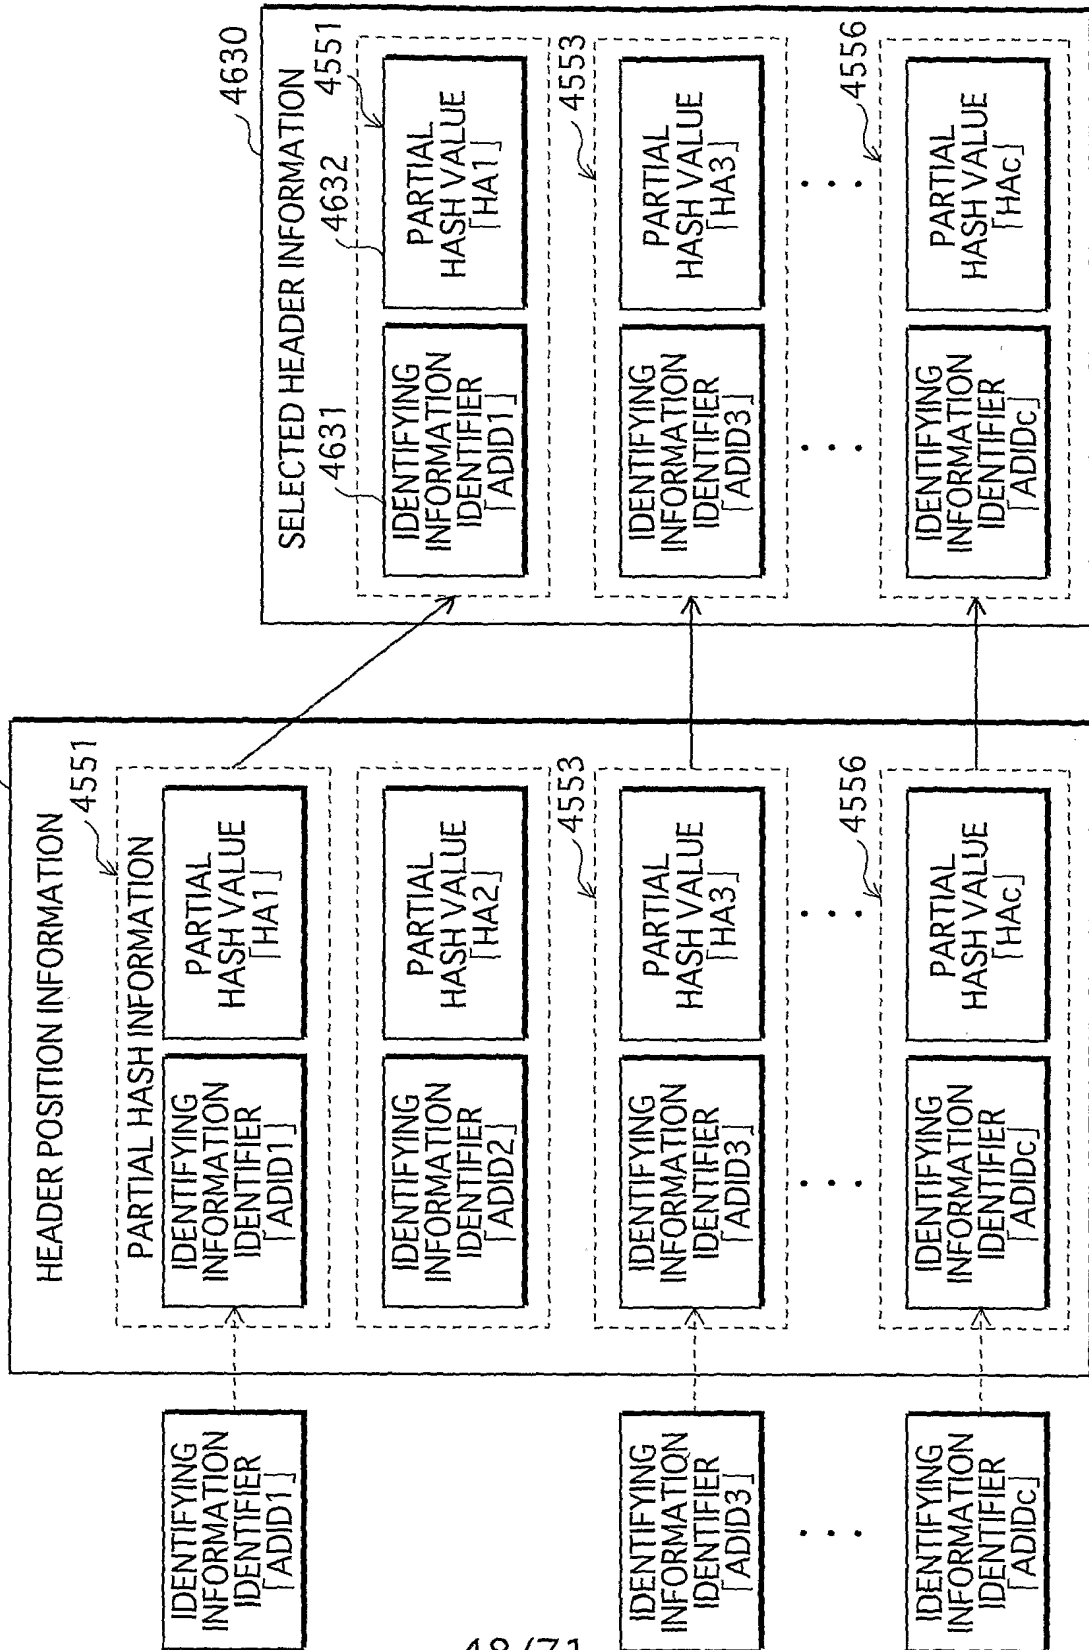 HEADER POSITION INFORMATION
4551
PARTIAL HASH INFORMATION
IDENTIFYING
INFORMATION
IDENTIFIER
「ADID1」
IDENTIFYING
INFORMATION
IDENTIFIER
「ADID1」
PARTIAL
HASH VALUE
「HA1」
4630
SELECTED HEADER INFORMATION
4631
4632
4551
IDENTIFYING
INFORMATION
IDENTIFIER
「ADID2」
PARTIAL
HASH VALUE
「HA2」
IDENTIFYING
INFORMATION
IDENTIFIER
「ADID1」
PARTIAL
HASH VALUE
「HA1」
4553
4553
IDENTIFYING
INFORMATION
IDENTIFIER
「ADID3」
IDENTIFYING
INFORMATION
IDENTIFIER
「ADID3」
PARTIAL
HASH VALUE
「HA3」
IDENTIFYING
INFORMATION
IDENTIFIER
「ADID3」
PARTIAL
HASH VALUE
「HA3」
4556
4556
IDENTIFYING
INFORMATION
IDENTIFIER
「ADIDc」
IDENTIFYING
INFORMATION
IDENTIFIER
「ADIDc」
PARTIAL
HASH VALUE
「HAc」
IDENTIFYING
INFORMATION
IDENTIFIER
「ADIDc」
PARTIAL
HASH VALUE
「HAc」
48/71